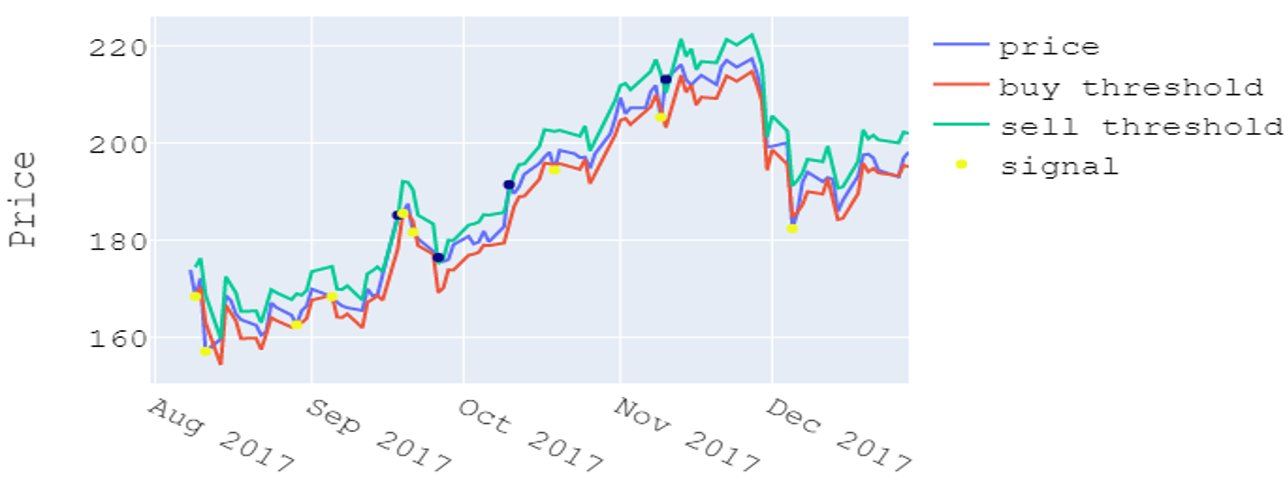 220
200
180
160
Price
Aug 2017
Sep 2017
Oct 2017
Nov 2017
Dec 2017
price
buy threshold
sell threshold
signal